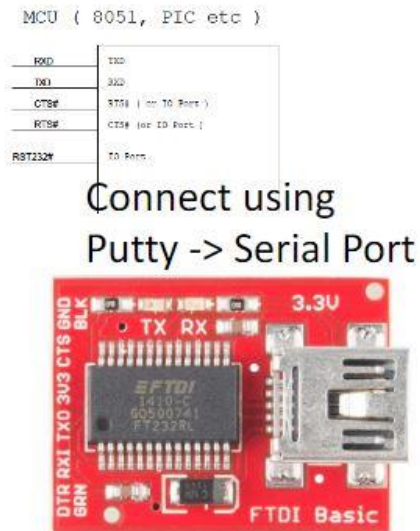 MCU ( 8051, PIC etc )
RXD TXD
TXD RXD
CTS# RTS# ( or IO Port )
RTS# CTS# (or IO Port )
RST232# IO Port
Connect using
Putty -> Serial Port
GND
BLK
CTS
3V3
TXO
RXI
DTR
GRN
TX RX
3.3V
FTDI
1410-C
GO500741
FT232RL
FTDI Basic